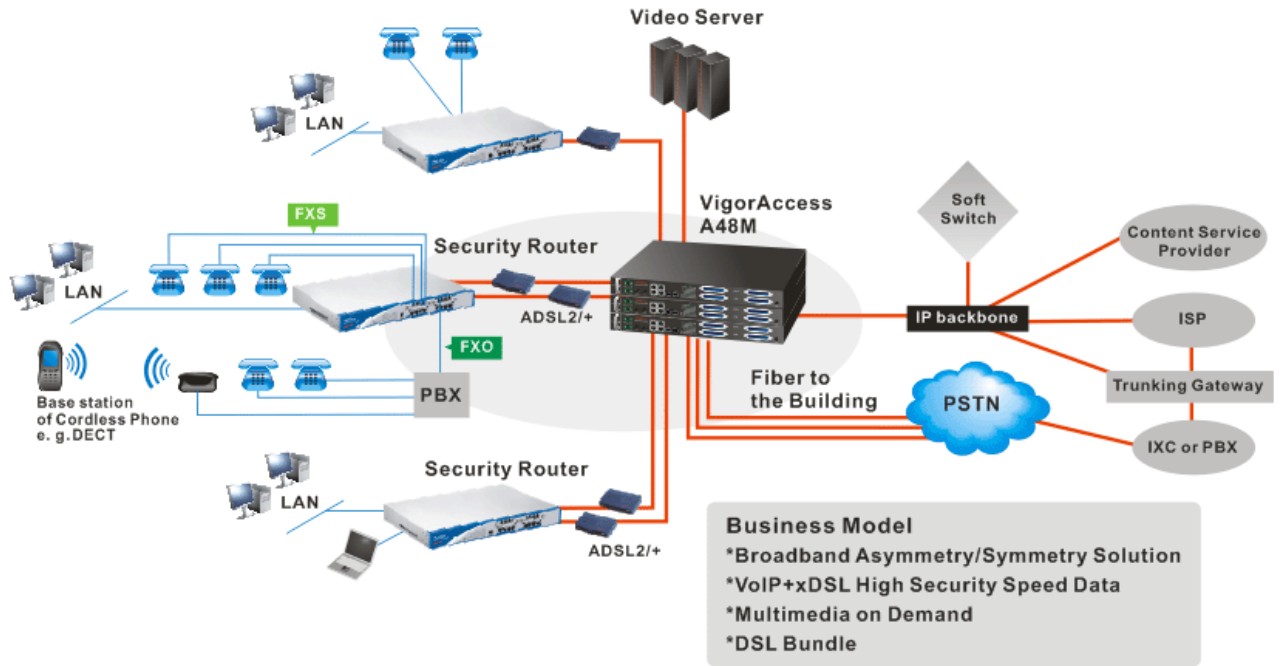 Video Server
LAN
VigorAccess
A48M
Soft
Switch
FXS
Security Router
Content Service
Provider
LAN
ADSL2/+
IP backbone
ISP
FXO
PBX
Fiber to
the Building
PSTN
Trunking Gateway
Base station
of Cordless Phone
e. g.DECT
IXC or PBX
Security Router
LAN
ADSL2/+
Business Model
*Broadband Asymmetry/Symmetry Solution
*VoIP+xDSL High Security Speed Data
*Multimedia on Demand
*DSL Bundle